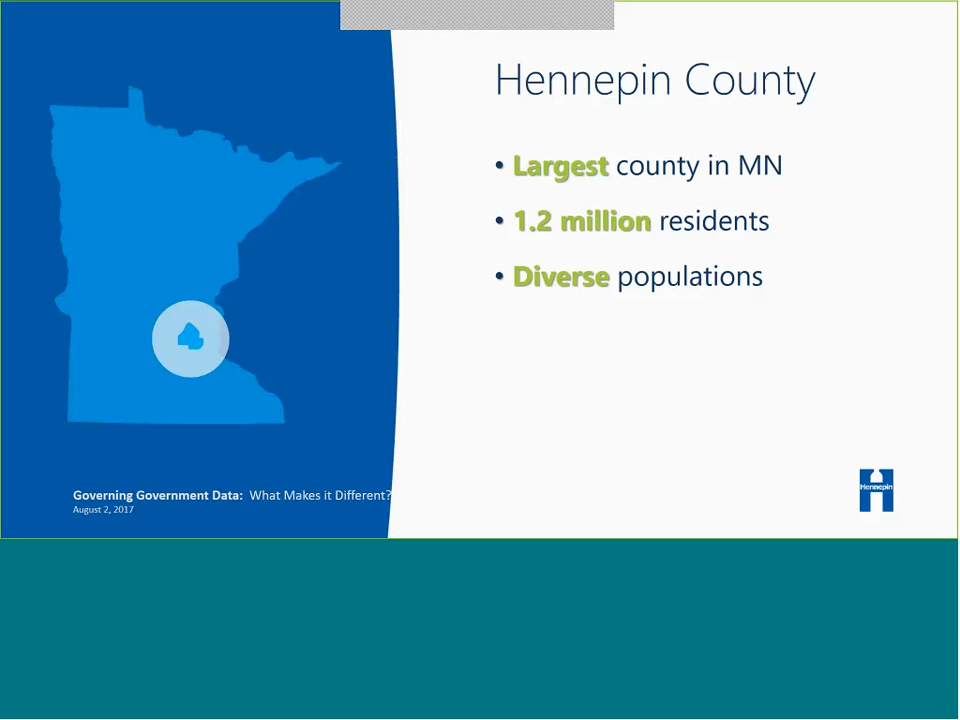 Hennepin County
• Largest county in MN
• 1.2 million residents
• Diverse populations
Governing Government Data: What Makes it Different?
August 2, 2017
Hennepin